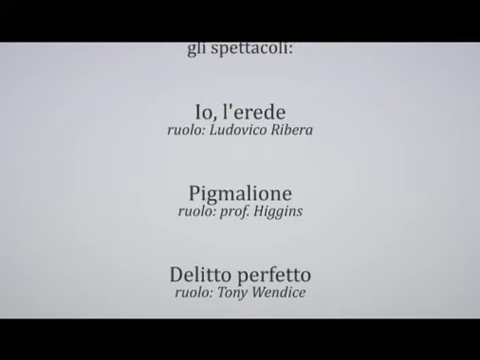 gli spettacoli:
Io, l'erede
ruolo: Ludovico Ribera
Pigmalione
ruolo: prof. Higgins
Delitto perfetto
ruolo: Tony Wendice